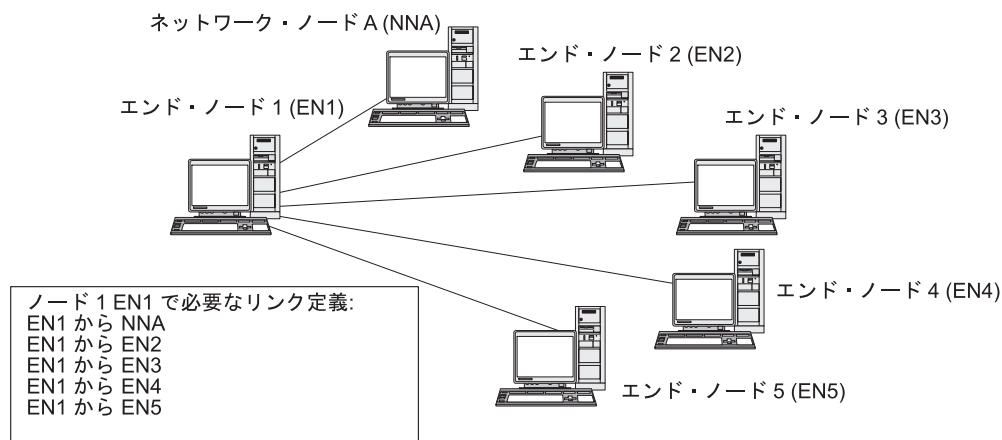 ネットワーク・ノード A (NNA)
エンド・ノード 2 (EN2)
エンド・ノード 1 (EN1)
エンド・ノード 3 (EN3)
エンド・ノード 4 (EN4)
ノード 1 EN1 で必要なリンク定義:
EN1 から NNA
EN1 から EN2
EN1 から EN3
EN1 から EN4
EN1 から EN5
エンド・ノード 5 (EN5)